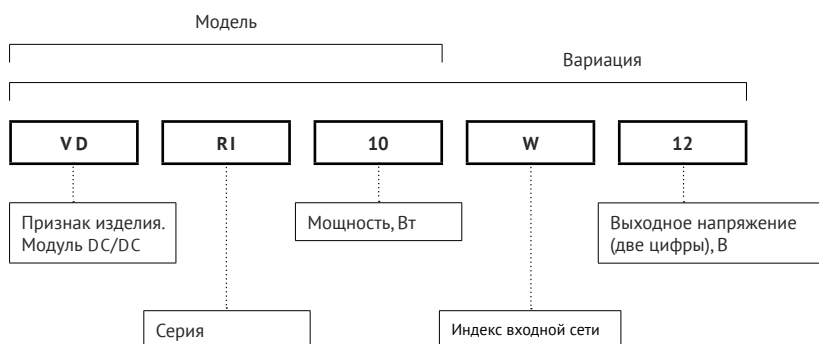 Модель
Вариация
VD RI 10 W 12
Признак изделия.
Модуль DC/DC
Мощность, Вт
Выходное напряжение
(две цифры), В
Серия
Индекс входной сети